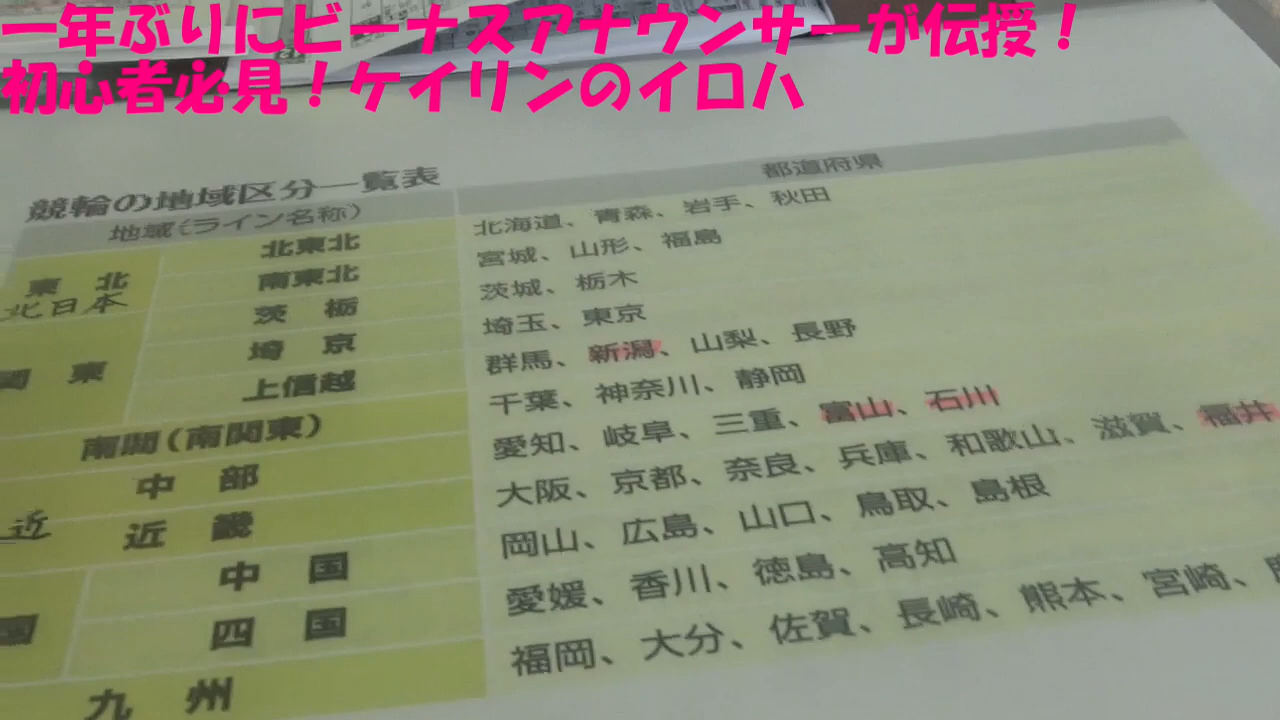 一年ぶりにビーナスアナウンサーが伝授！
初心者必見！ケイリンのイロハ
競輪の地域区分一覧表
地域(ライン名称) 都道府県
東北 北東北 北海道、青森、岩手、秋田
北日本 南東北 宮城、山形、福島
茨栃 茨城、栃木
関東 埼京 埼玉、東京
上信越 群馬、新潟、山梨、長野
南関(南関東) 千葉、神奈川、静岡
中部 愛知、岐阜、三重、富山、石川
近 近畿 大阪、京都、奈良、兵庫、和歌山、滋賀、福井
中国 岡山、広島、山口、鳥取、島根
国 四国 愛媛、香川、徳島、高知
九州 福岡、大分、佐賀、長崎、熊本、宮崎、